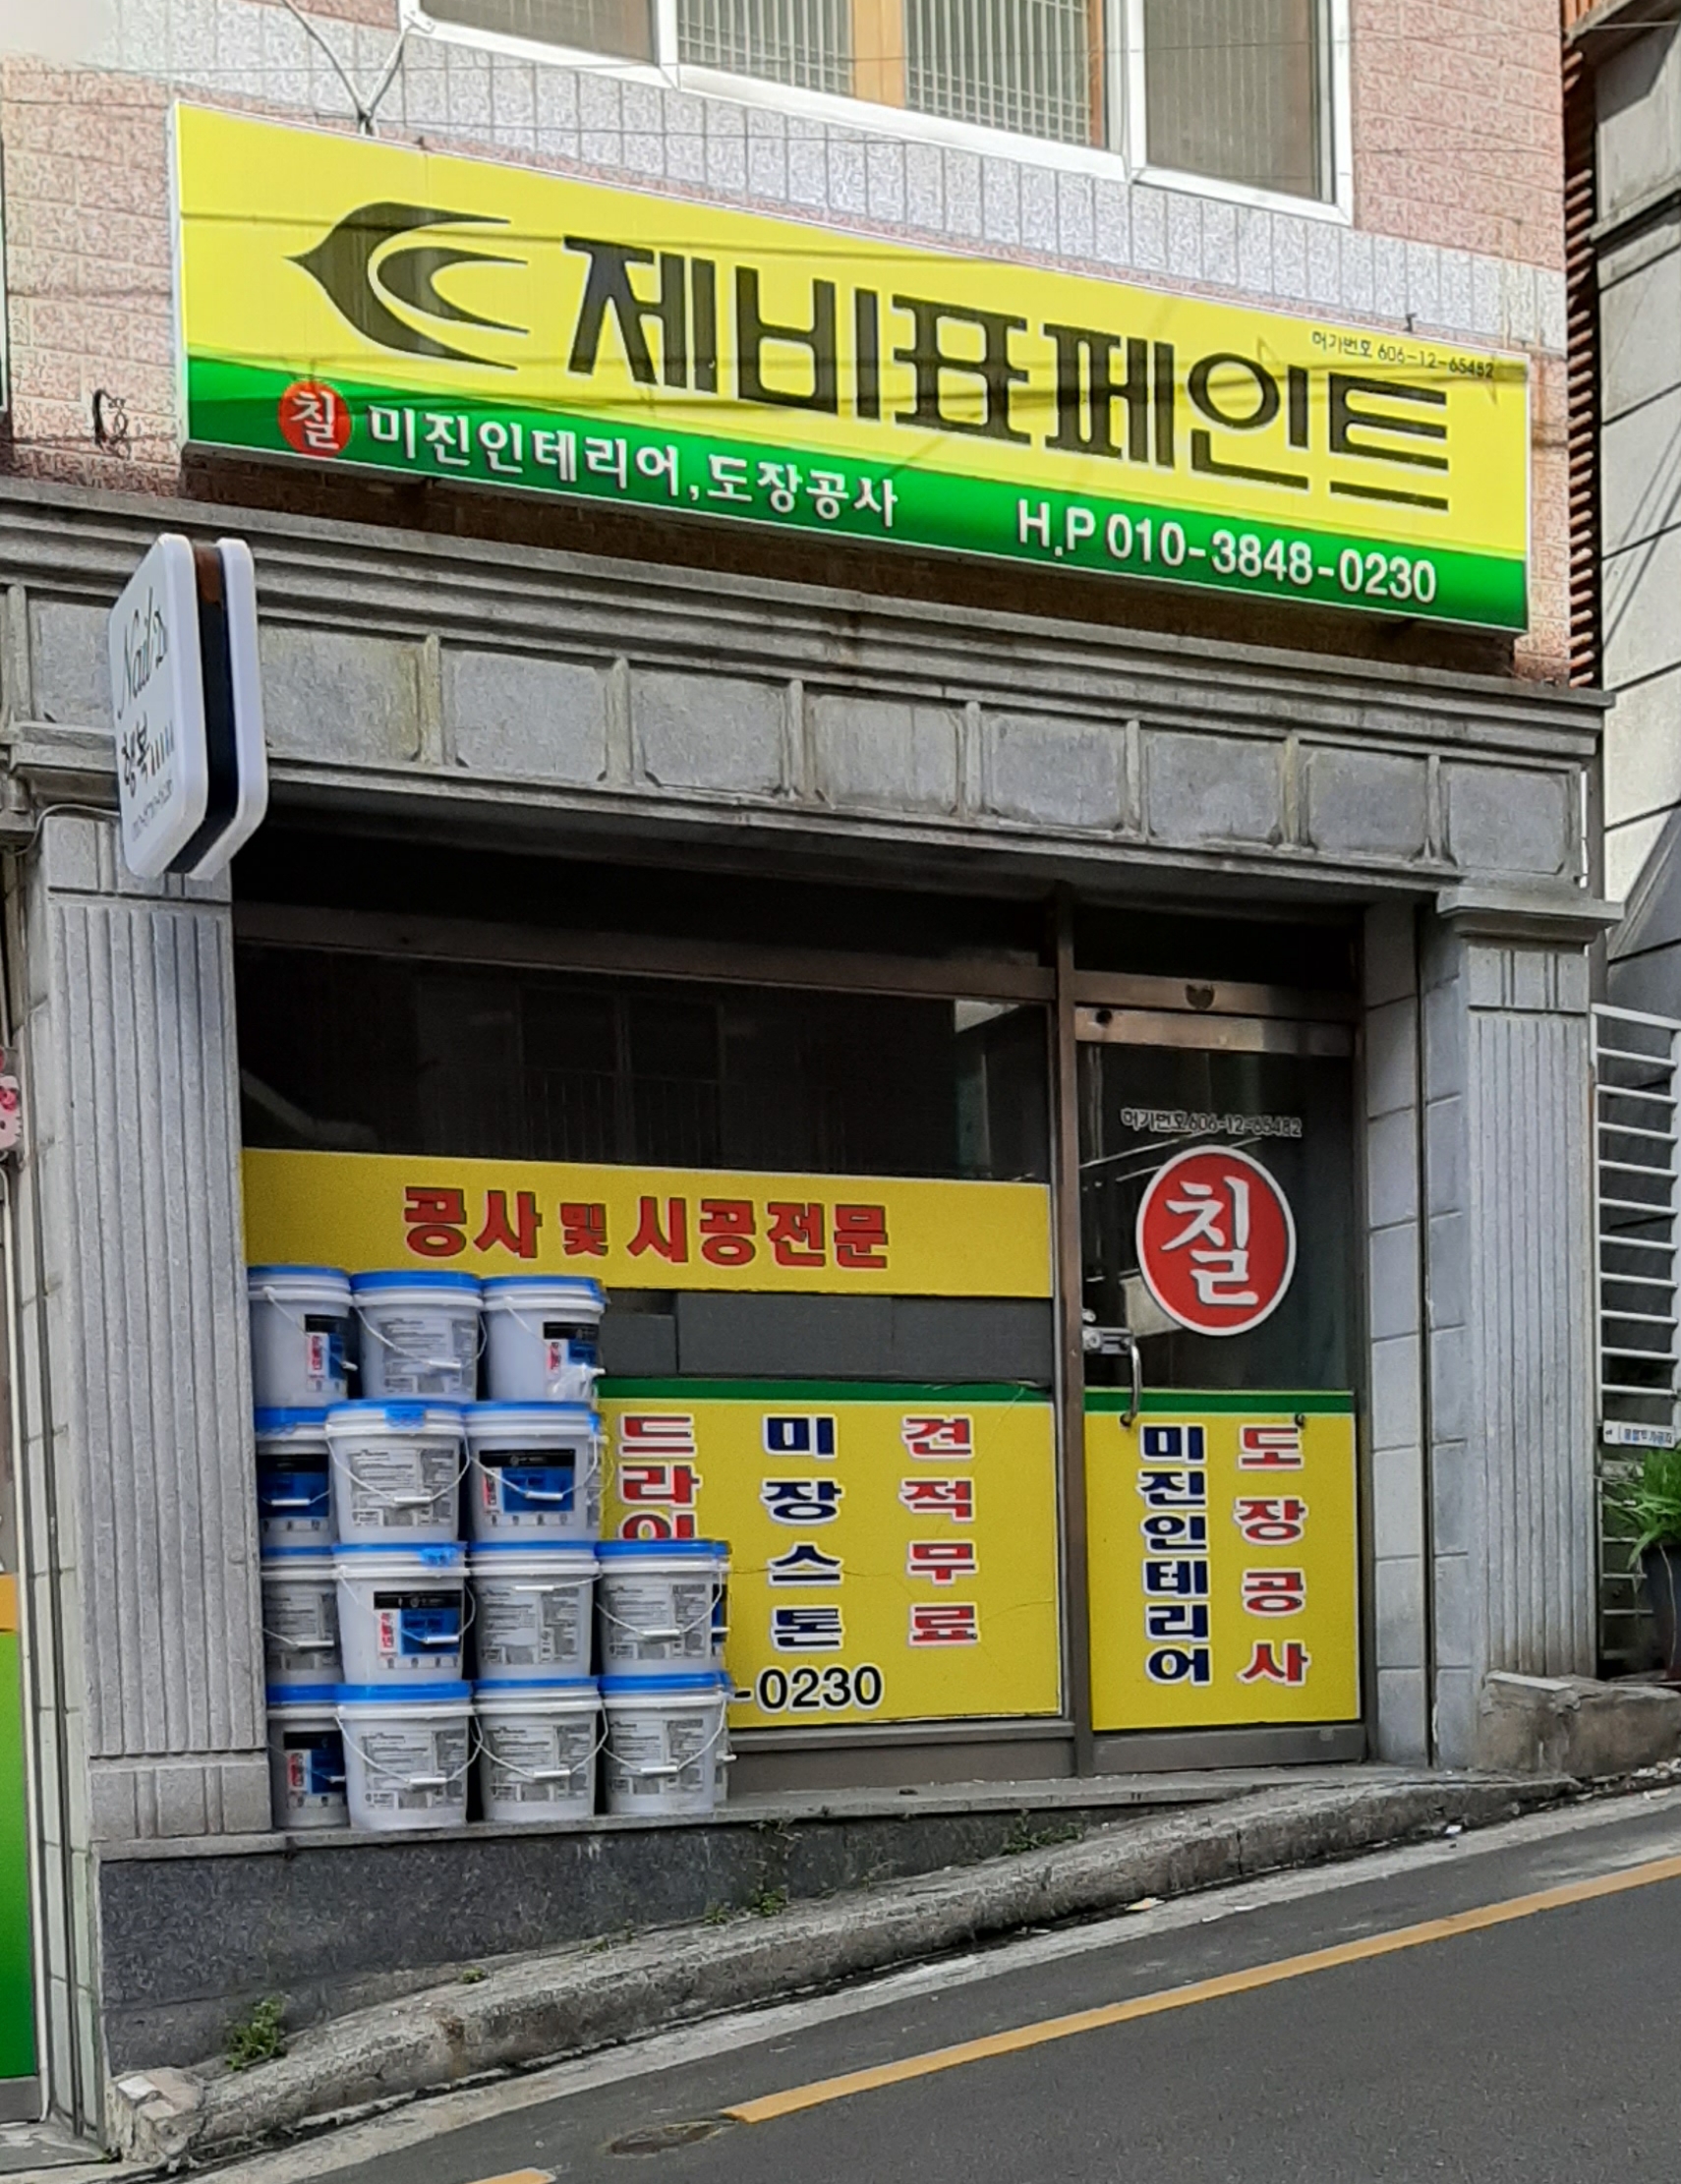 허가번호 606-12-65482
제비표페인트
칠 미진인테리어,도장공사 H.P 010-3848-0230
Nail's
행복
허가번호 606-12-65482
칠
공사 및 시공전문
드라이
미장스톤
견적무료
-0230
미진인테리어
도장공사